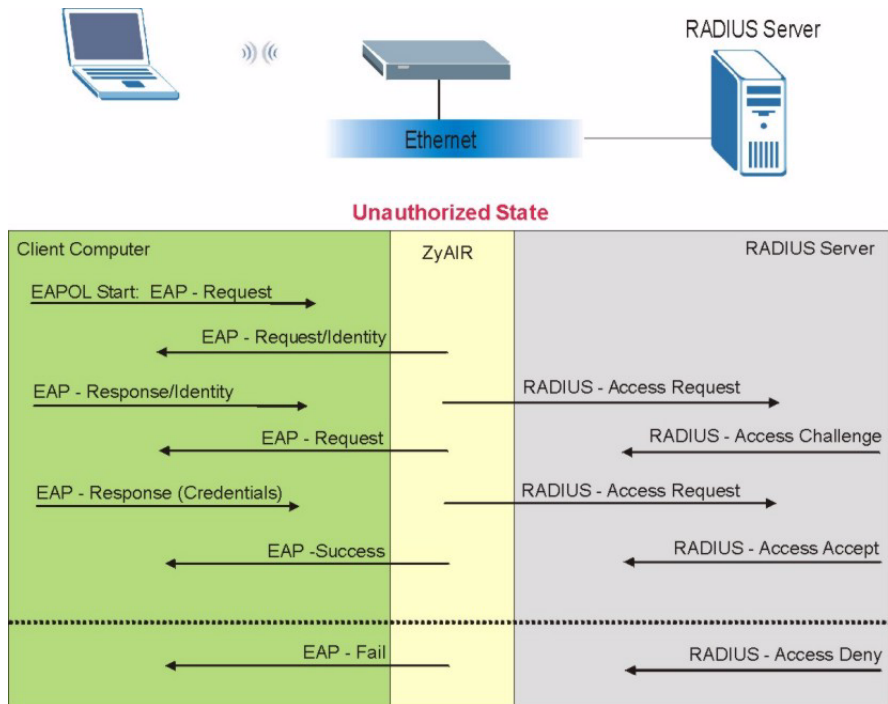 RADIUS Server
Ethernet
Unauthorized State
Client Computer
ZyAIR
RADIUS Server
EAPOL Start: EAP - Request
EAP - Request/Identity
EAP - Response/Identity
RADIUS - Access Request
EAP - Request
RADIUS - Access Challenge
EAP - Response (Credentials)
RADIUS - Access Request
EAP -Success
RADIUS - Access Accept
EAP - Fail
RADIUS - Access Deny